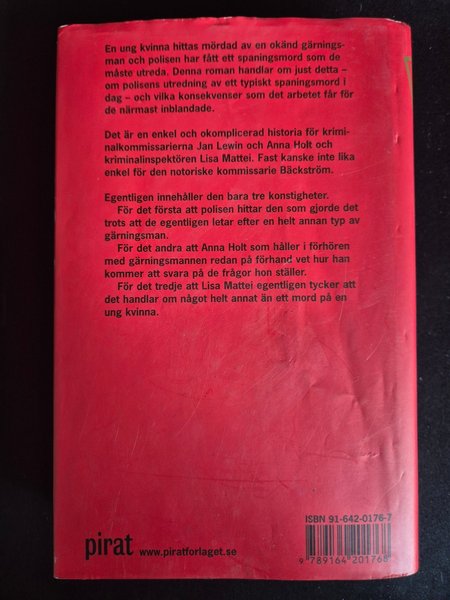 En ung kvinna hittas mördad av en okänd gärnings-
man och polisen har fått ett spaningsmord som de
måste utreda. Denna roman handlar om just detta –
om polisens utredning av ett typiskt spaningsmord i
dag – och vilka konsekvenser som det arbetet får för
de närmast inblandade.
Det är en enkel och okomplicerad historia för krimi-
nalkommissarierna Jan Lewin och Anna Holt och
kriminalinspektören Lisa Mattei. Fast kanske inte lika
enkel för den notoriske kommissarie Bäckström.
Egentligen innehåller den bara tre konstigheter.
För det första att polisen hittar den som gjorde det
trots att de egentligen letar efter en helt annan typ av
gärningsman.
För det andra att Anna Holt som håller i förhören
med gärningsmannen redan på förhand vet hur han
kommer att svara på de frågor hon ställer.
För det tredje att Lisa Mattei egentligen tycker att
det handlar om något helt annat än ett mord på en
ung kvinna.
ISBN 91-642-0176-7
pirat www.piratforlaget.se
9 789164 201768